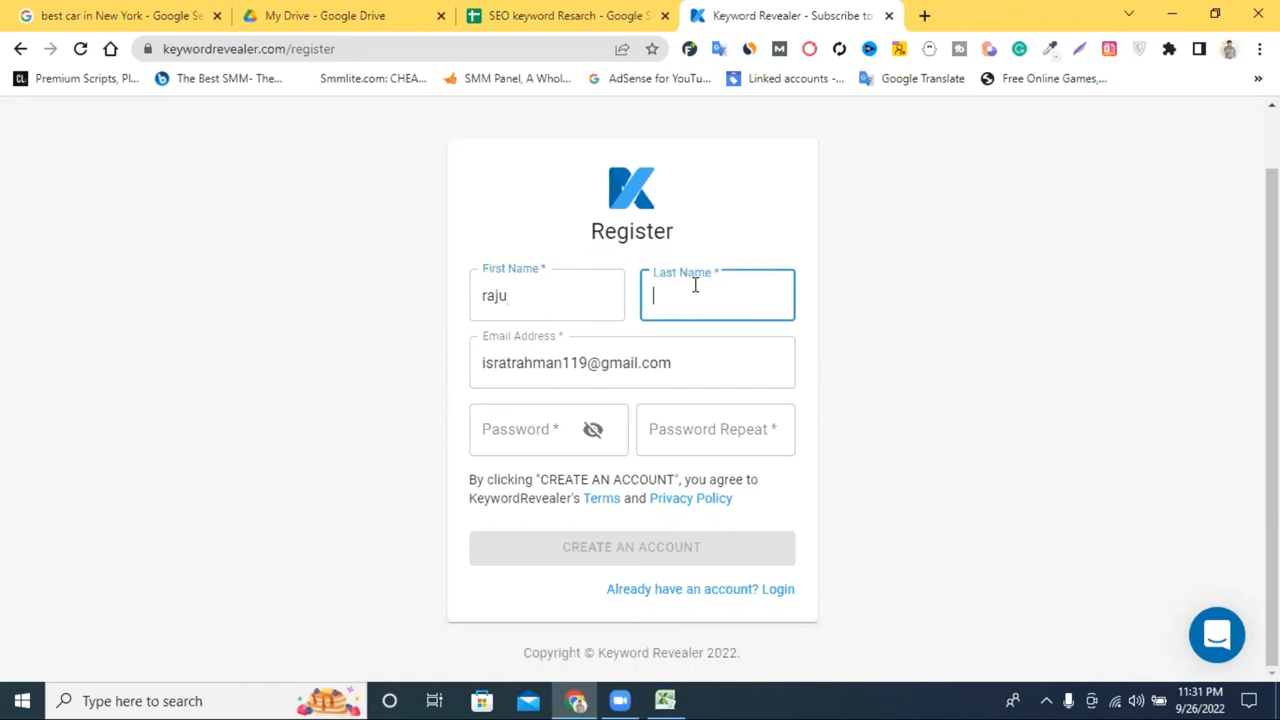 best car in New York - Google Se
My Drive - Google Drive
SEO keyword Resarch - Google S
Keyword Revealer - Subscribe to
keywordrevealer.com/register
CL Premium Scripts, Pl...
The Best SMM- The...
Smmlite.com: CHEA...
SMM Panel, A Whol...
AdSense for YouTu...
Linked accounts -...
Google Translate
Free Online Games,...
Register
First Name *
Last Name *
raju
Email Address *
isratrahman119@gmail.com
Password *
Password Repeat *
By clicking "CREATE AN ACCOUNT", you agree to
KeywordRevealer's Terms and Privacy Policy
CREATE AN ACCOUNT
Already have an account? Login
Copyright © Keyword Revealer 2022.
Type here to search
11:31 PM
9/26/2022